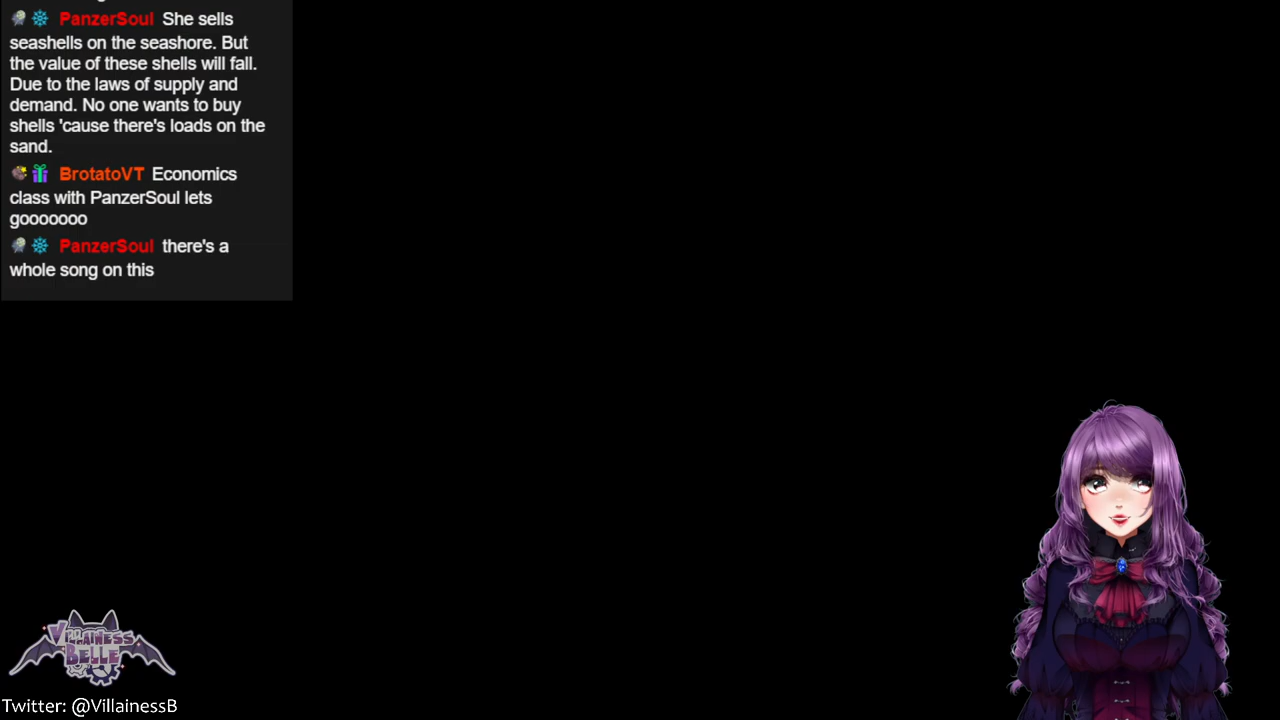 PanzerSoul She sells
seashells on the seashore. But
the value of these shells will fall.
Due to the laws of supply and
demand. No one wants to buy
shells 'cause there's loads on the
sand.
BrotatoVT Economics
class with PanzerSoul lets
gooooooo
PanzerSoul there's a
whole song on this
VILLAINESS
BELLE
Twitter: @VillainessB